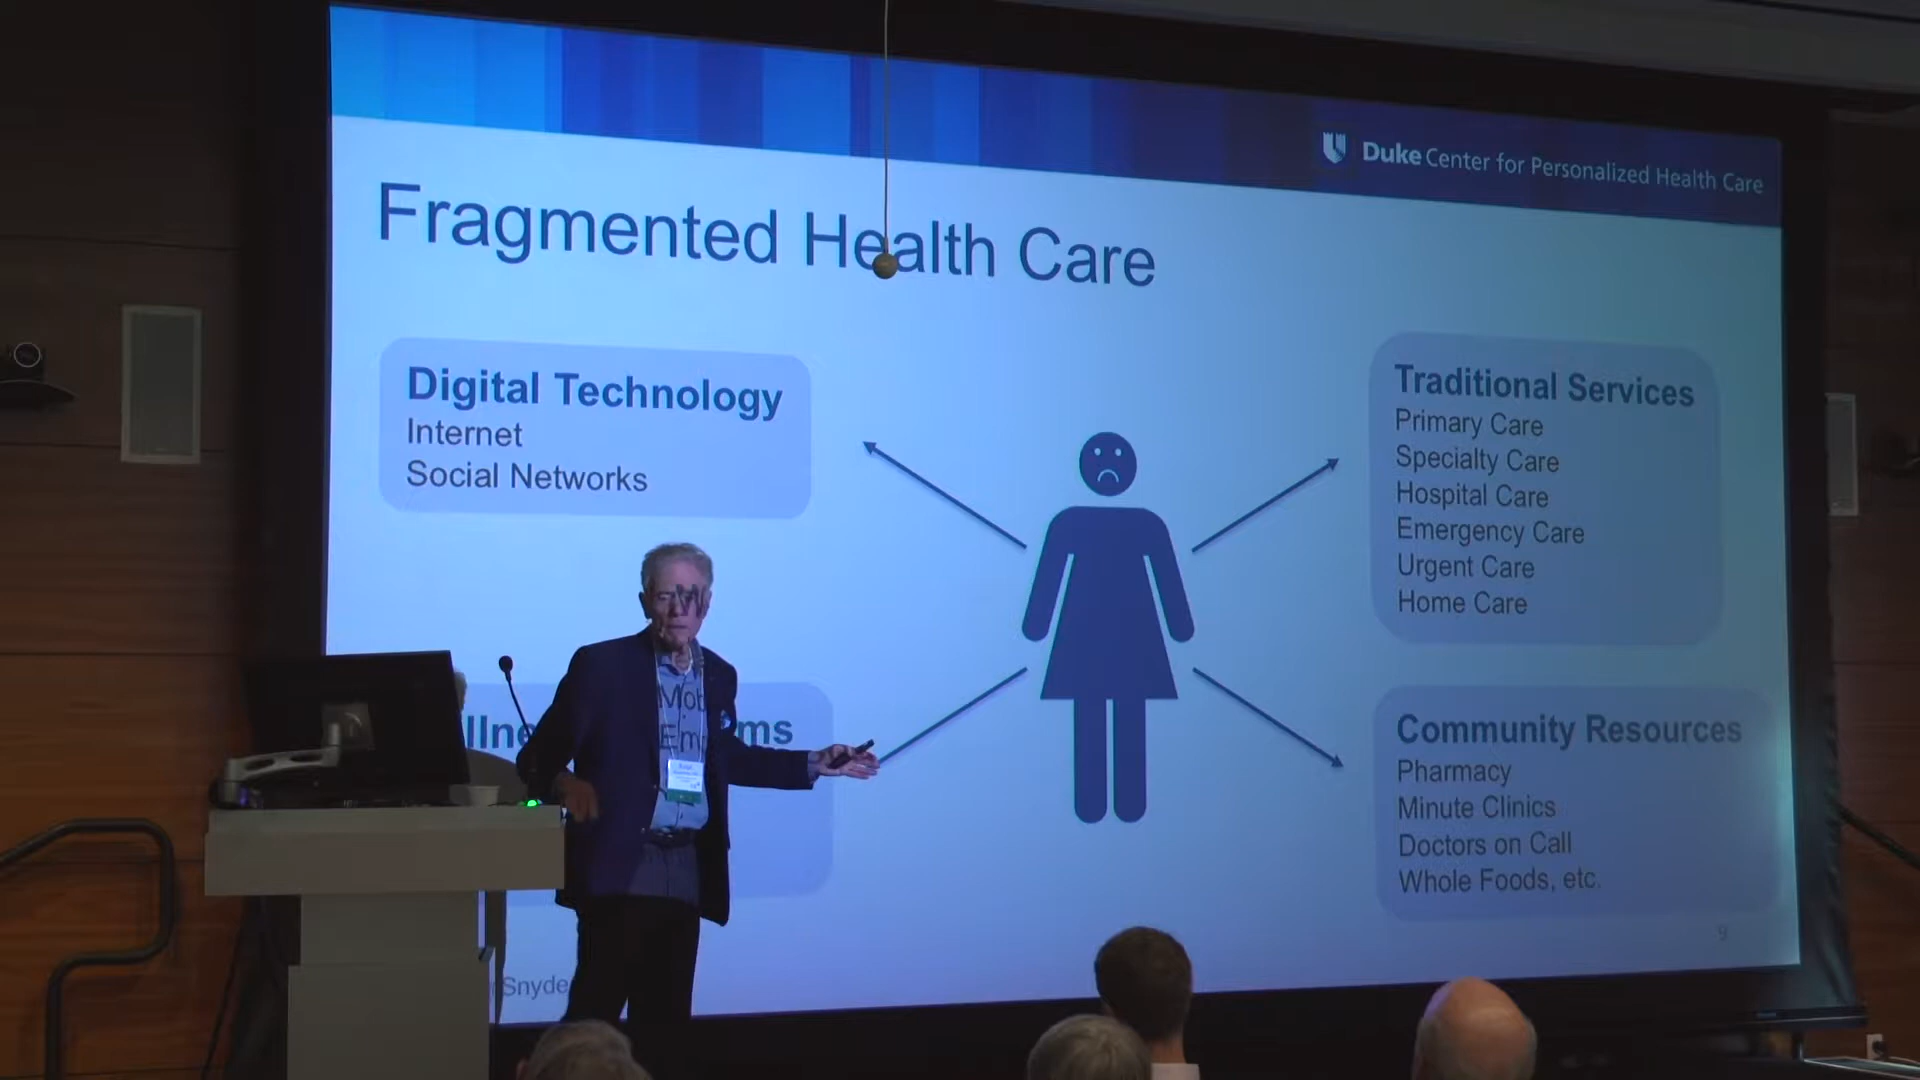 Duke Center for Personalized Health Care
Fragmented Health Care
Digital Technology
Internet
Social Networks
Traditional Services
Primary Care
Specialty Care
Hospital Care
Emergency Care
Urgent Care
Home Care
Community Resources
Pharmacy
Minute Clinics
Doctors on Call
Whole Foods, etc.
9